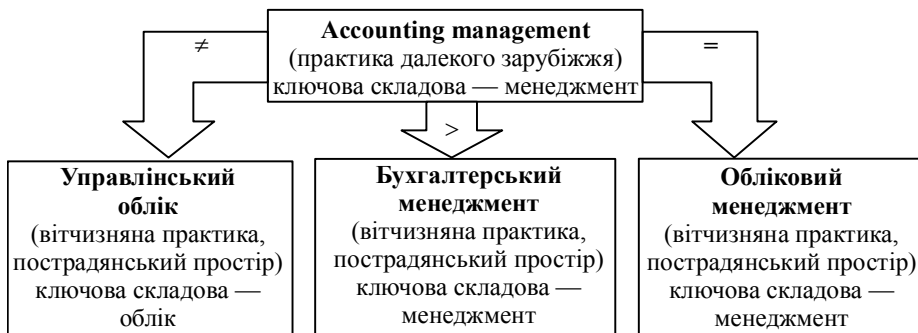 Accounting management
(практика далекого зарубіжжя)
ключова складова — менеджмент
≠
=
>
Управлінський
облік
(вітчизняна практика,
пострадянський простір)
ключова складова —
облік
Бухгалтерський
менеджмент
(вітчизняна практика,
пострадянський простір)
ключова складова —
менеджмент
Обліковий
менеджмент
(вітчизняна практика,
пострадянський простір)
ключова складова —
менеджмент